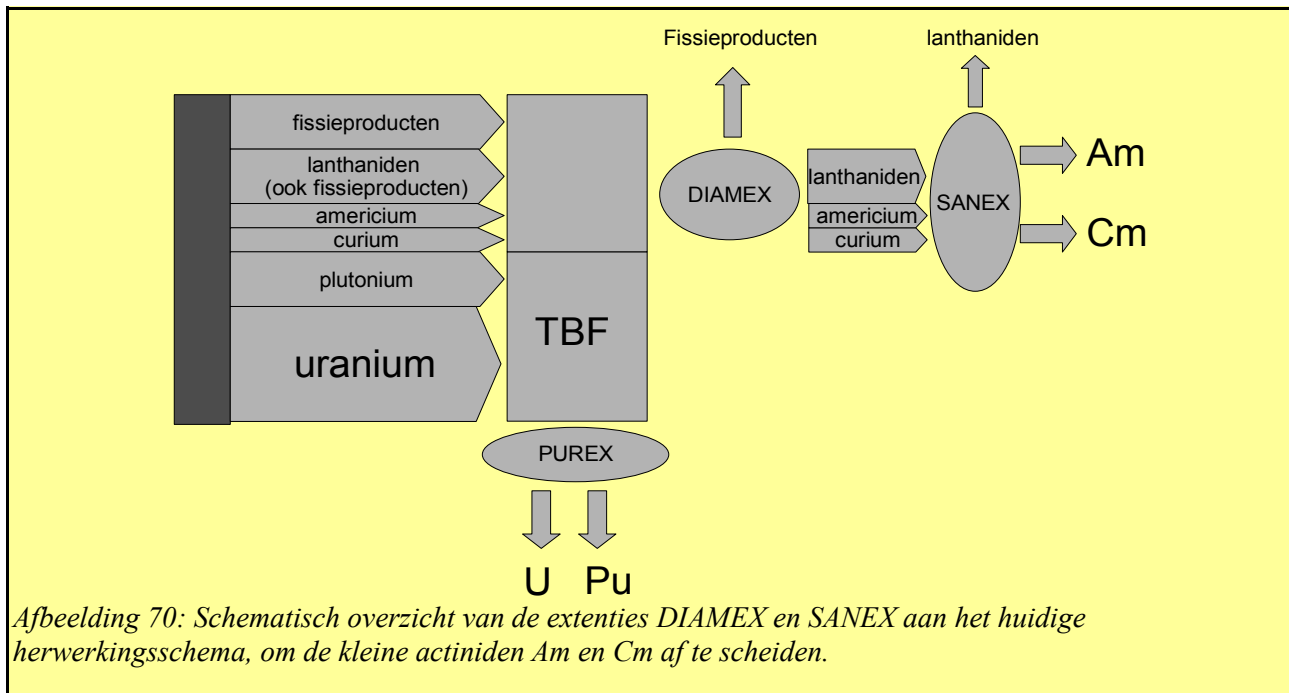 Fissieproducten
lanthaniden
fissieproducten
lanthaniden
(ook fissieproducten)
americium
curium
plutonium
uranium
TBF
DIAMEX
lanthaniden
americium
curium
SANEX
Am
Cm
PUREX
U Pu
Afbeelding 70: Schematisch overzicht van de extenties DIAMEX en SANEX aan het huidige
herwerkingsschema, om de kleine actiniden Am en Cm af te scheiden.